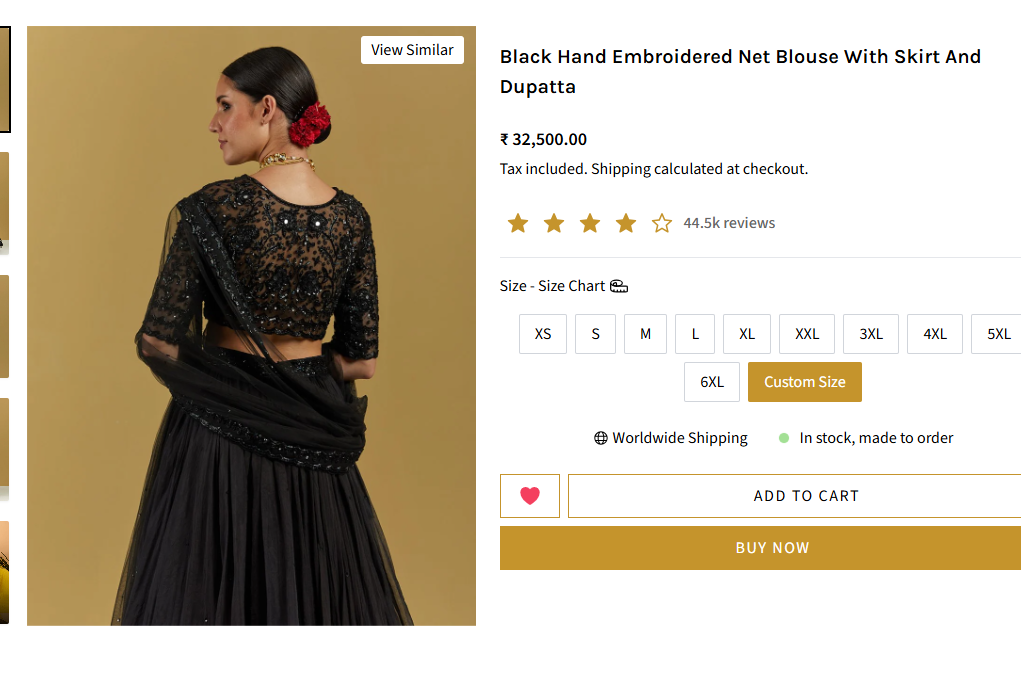 View Similar
Black Hand Embroidered Net Blouse With Skirt And
Dupatta
₹ 32,500.00
Tax included. Shipping calculated at checkout.
44.5k reviews
Size - Size Chart
XS S M L XL XXL 3XL 4XL 5XL
6XL Custom Size
Worldwide Shipping In stock, made to order
ADD TO CART
BUY NOW